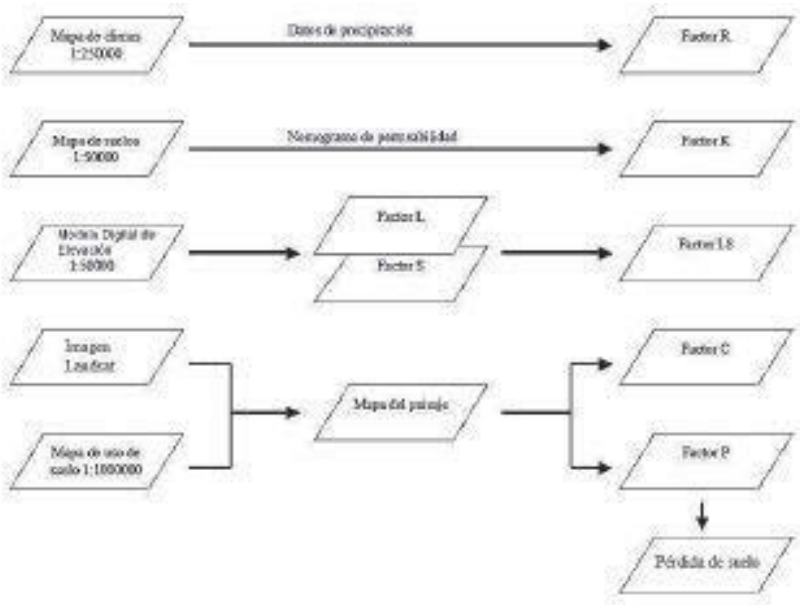 Mapa de climas
1:250000
Datos de precipitación
Factor R
Mapa de suelos
1:50000
Nomograma de permeabilidad
Factor K
Modelo Digital de
Elevación
1:50000
Factor L
Factor S
Factor LS
Imagen
Landsat
Mapa de uso de
suelo 1:1000000
Mapa del paisaje
Factor C
Factor P
Pérdida de suelo